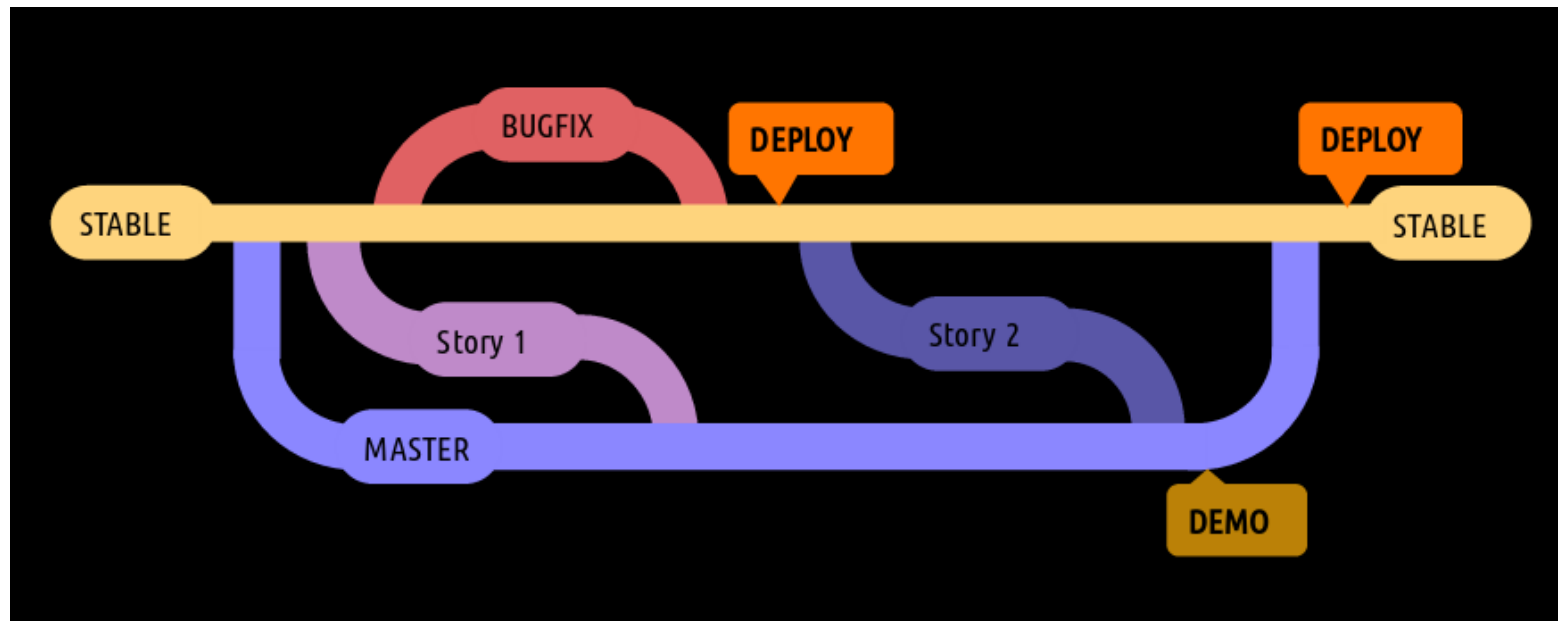 BUGFIX
DEPLOY
DEPLOY
STABLE
STABLE
Story 1
Story 2
MASTER
DEMO